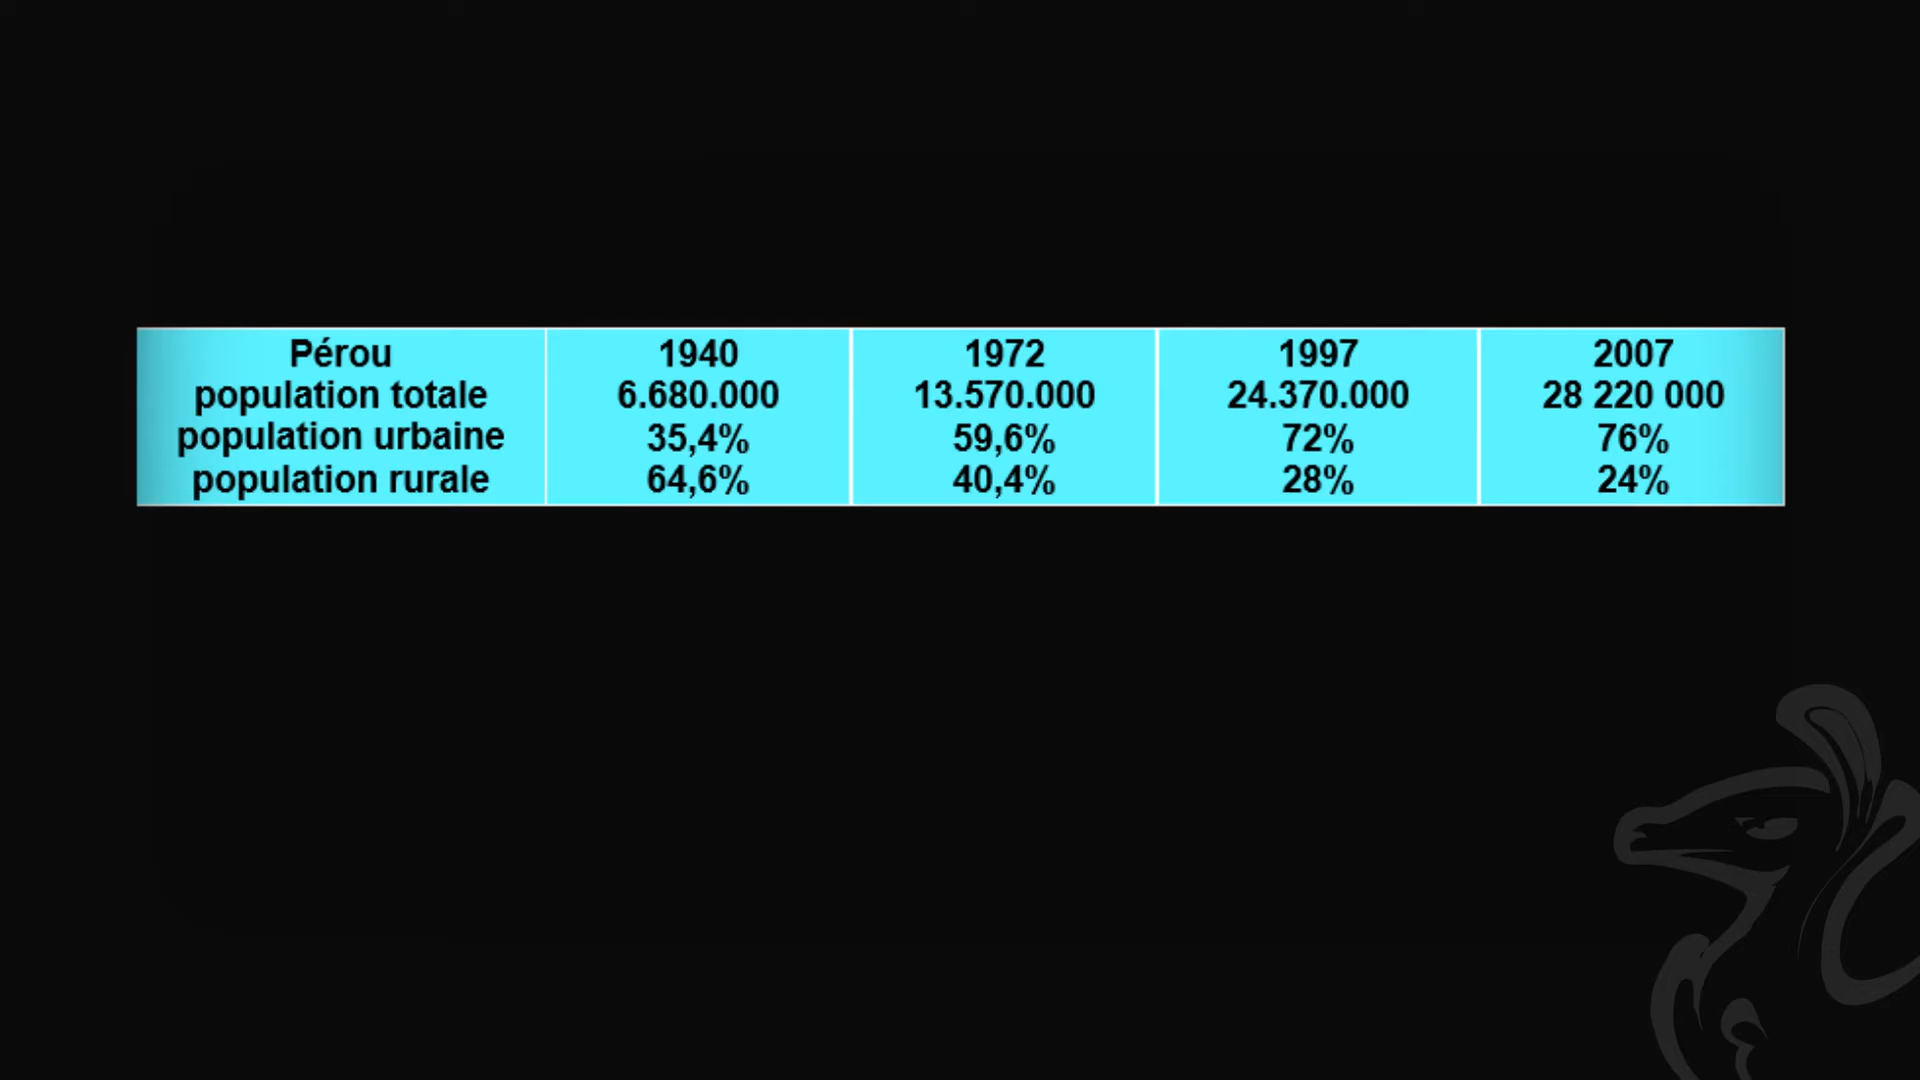 Pérou 1940 1972 1997 2007
population totale 6.680.000 13.570.000 24.370.000 28 220 000
population urbaine 35,4% 59,6% 72% 76%
population rurale 64,6% 40,4% 28% 24%